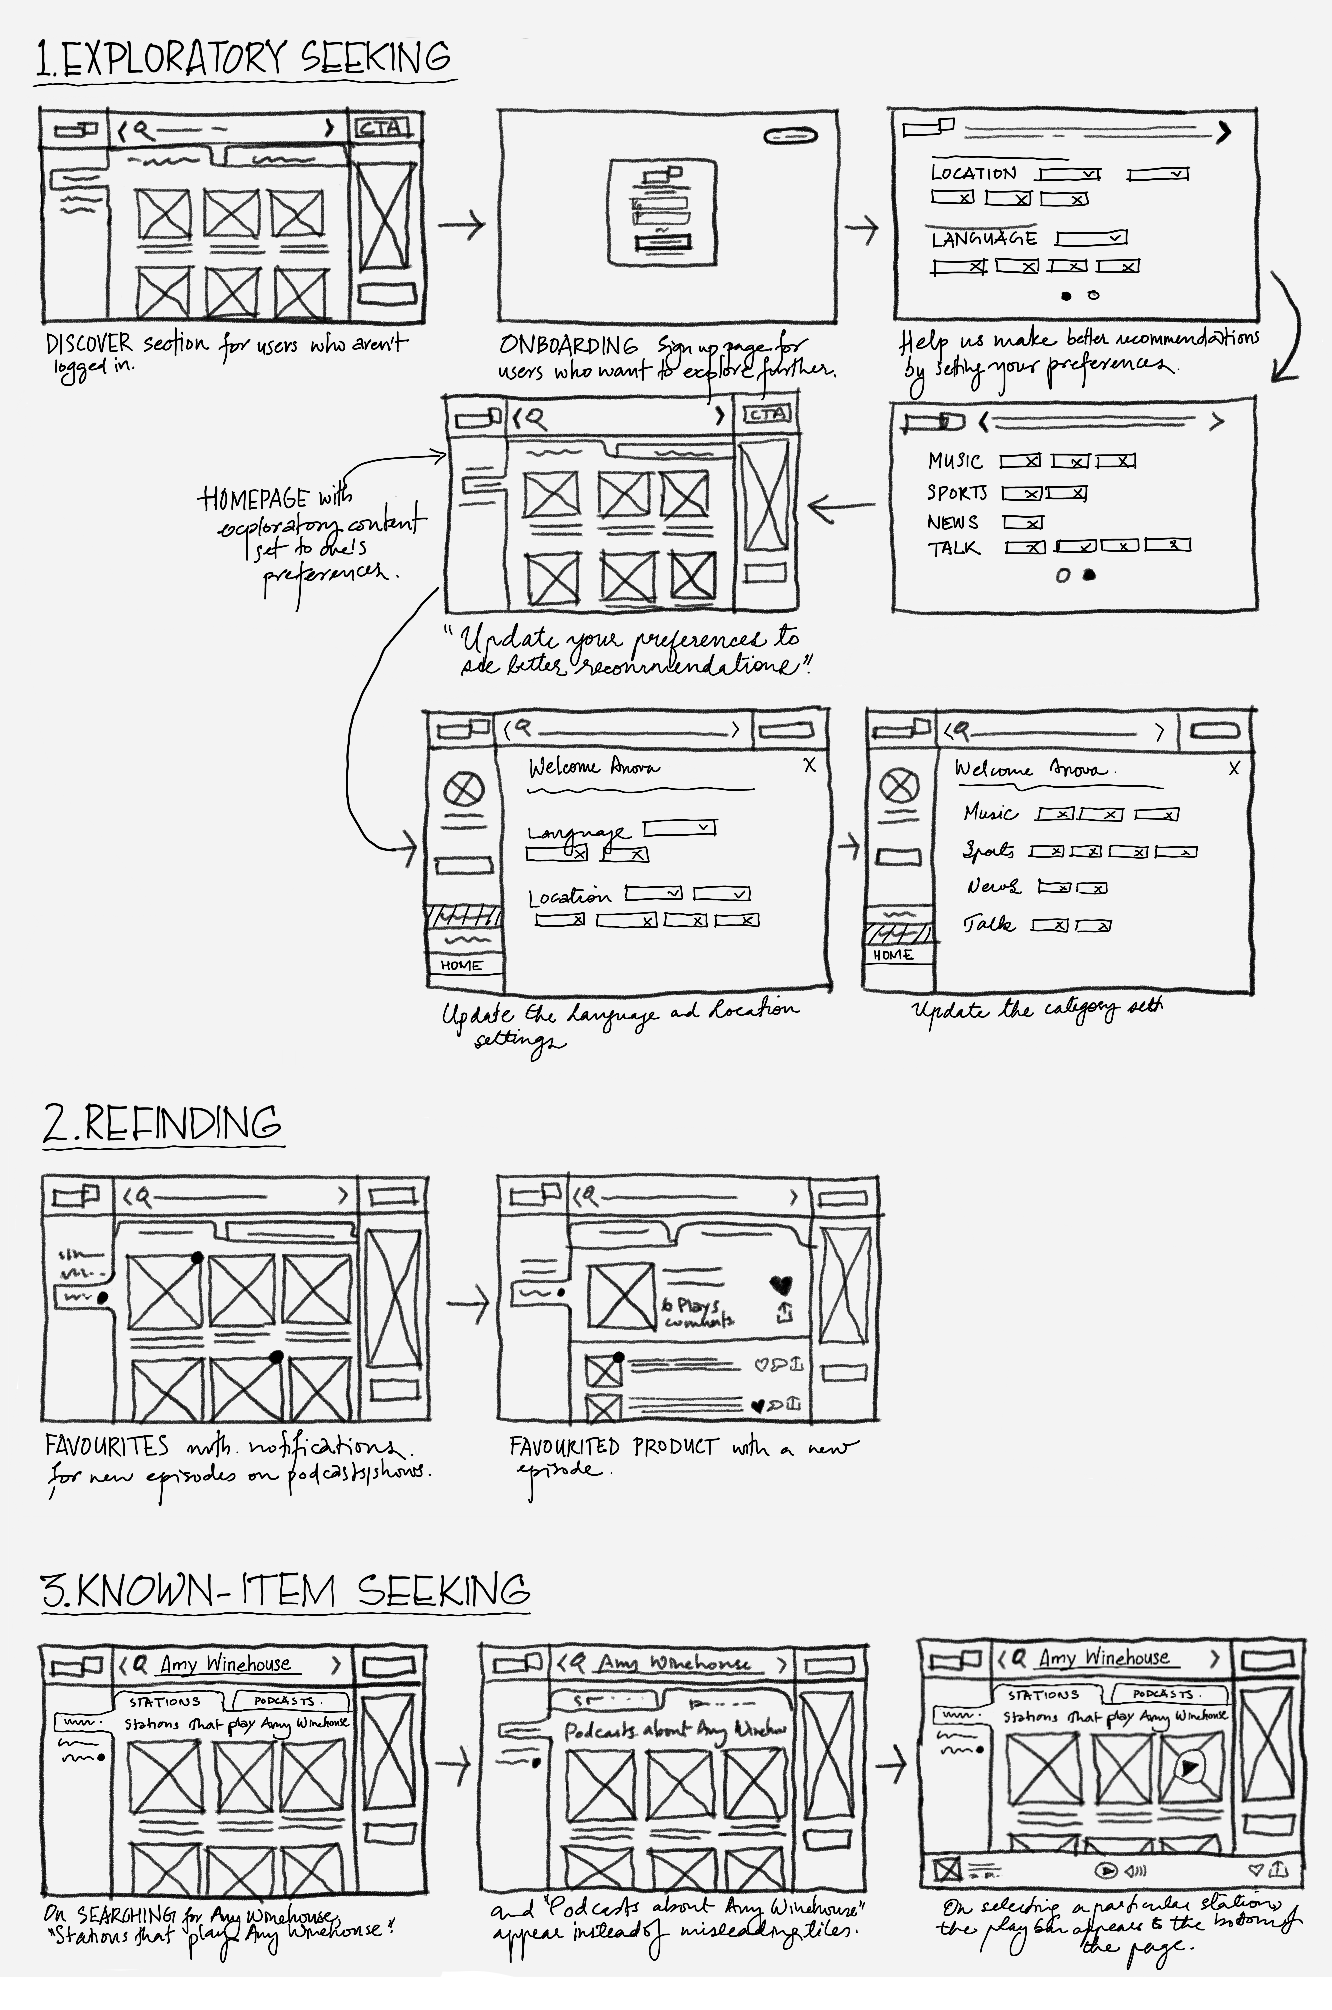 1. EXPLORATORY SEEKING
CTA
DISCOVER section for users who aren't
logged in.
ONBOARDING Sign up page for
users who want to explore further.
LOCATION
LANGUAGE
Help us make better recommendations
by setting your preferences.
HOMEPAGE with
exploratory content
set to one's
preferences.
CTA
"Update your preferences to
see better recommendations".
MUSIC
SPORTS
NEWS
TALK
Welcome Anova
X
Language
Location
HOME
Update the Language and Location
settings
Welcome Anova.
X
Music
Sports
News
Talk
HOME
Update the category
2. REFINDING
FAVOURITES with notifications.
for new episodes on podcasts/shows.
6 Plays
FAVOURITED PRODUCT with a new
episode.
3. KNOWN-ITEM SEEKING
Amy Winehouse
STATIONS
PODCASTS.
Stations that play Amy Winehouse
On SEARCHING for Amy Winehouse,
"Stations that play Amy Winehouse"
Amy Winehouse
Podcasts about Amy
and "Podcasts about Amy Winehouse"
appear instead of misleading tiles.
Amy Winehouse
STATIONS
PODCASTS.
Stations that play Amy Winehouse
On selecting a particular station,
the play bar appears to the bottom of
the page.